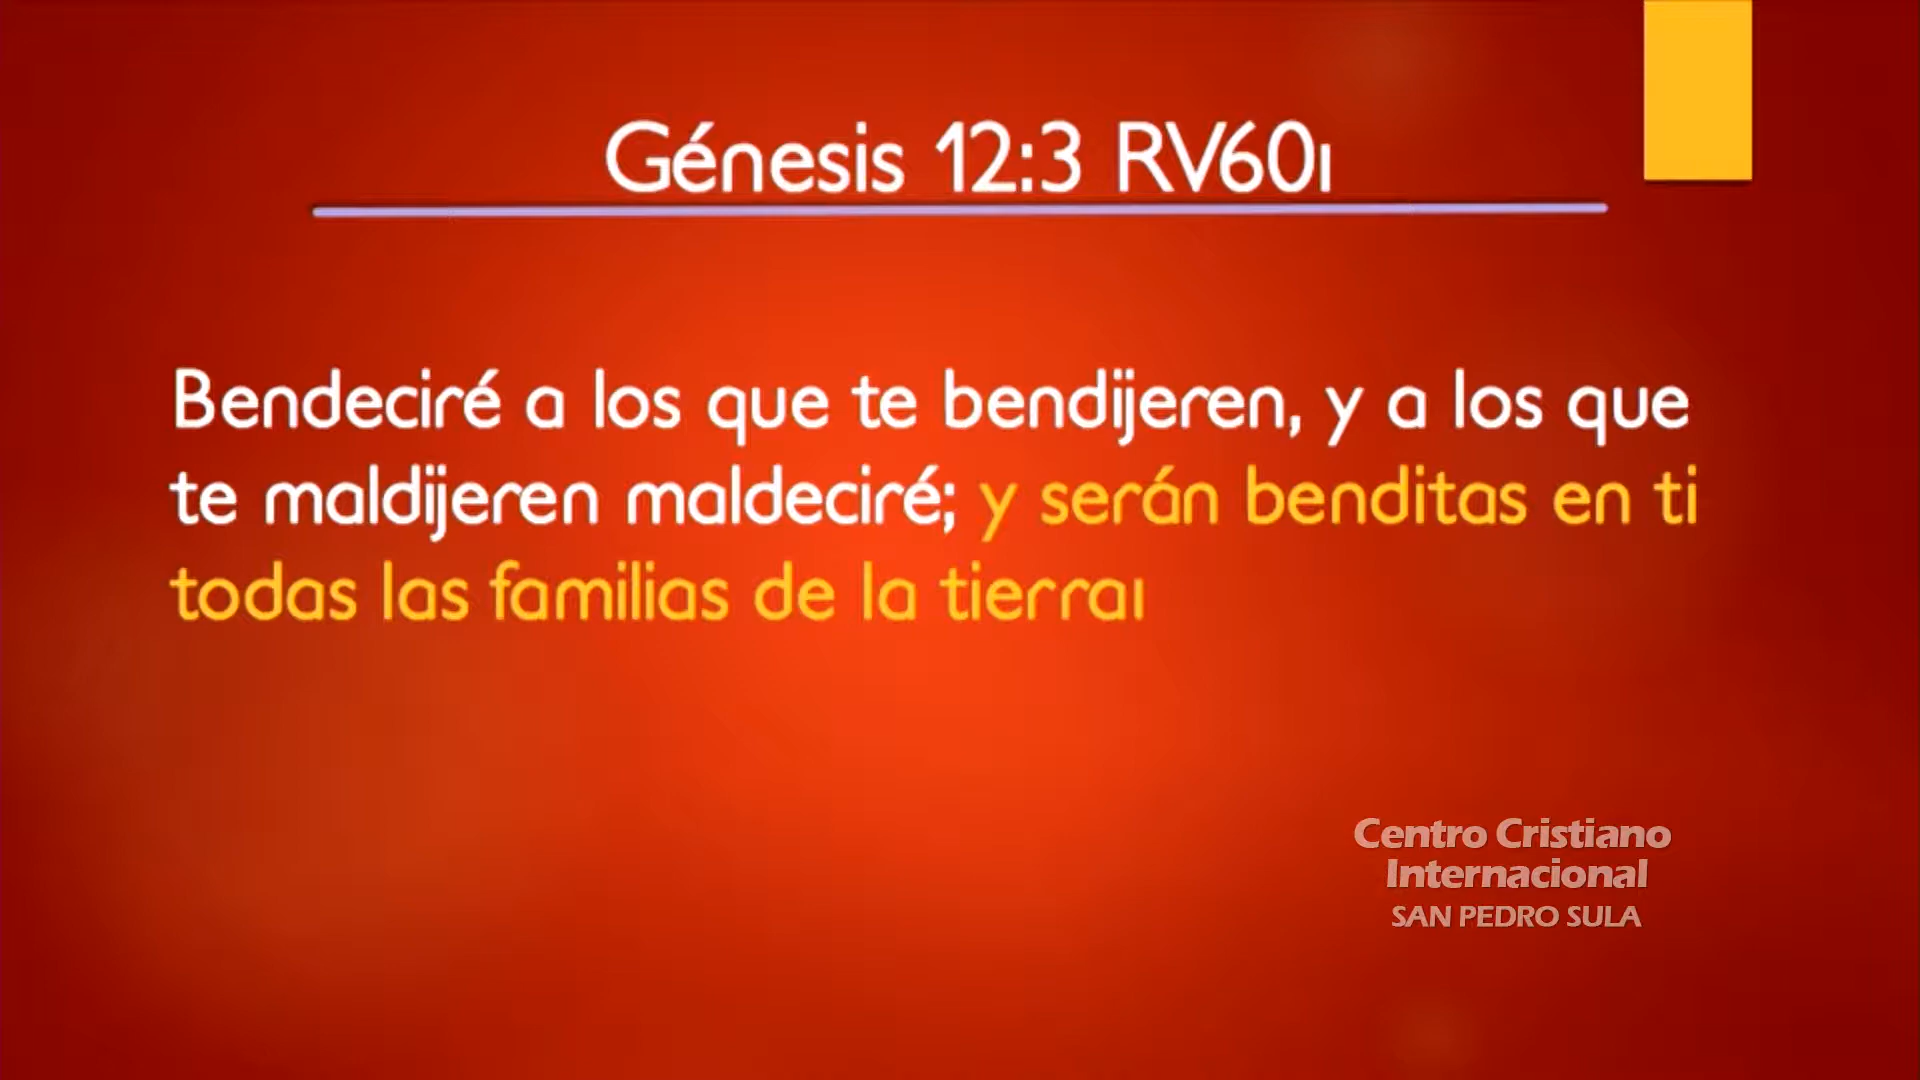 Génesis 12:3 RV60ı
Bendeciré a los que te bendijeren, y a los que
te maldijeren maldeciré; y serán benditas en ti
todas las familias de la tierraı
Centro Cristiano
Internacional
SAN PEDRO SULA